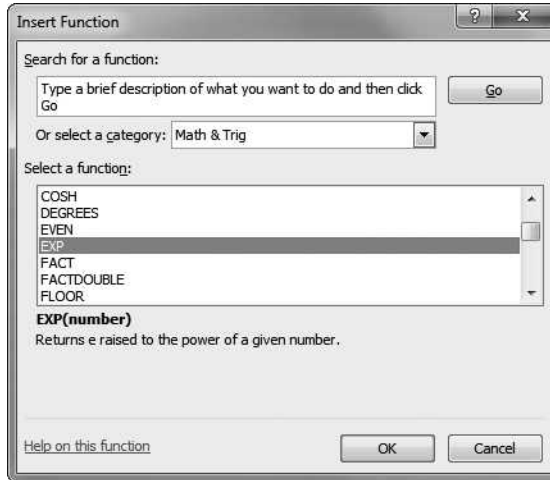 Insert Function
Search for a function:
Type a brief description of what you want to do and then click
Go
Go
Or select a category: Math & Trig
Select a function:
COSH
DEGREES
EVEN
EXP
FACT
FACTDOUBLE
FLOOR
EXP(number)
Returns e raised to the power of a given number.
Help on this function
OK
Cancel